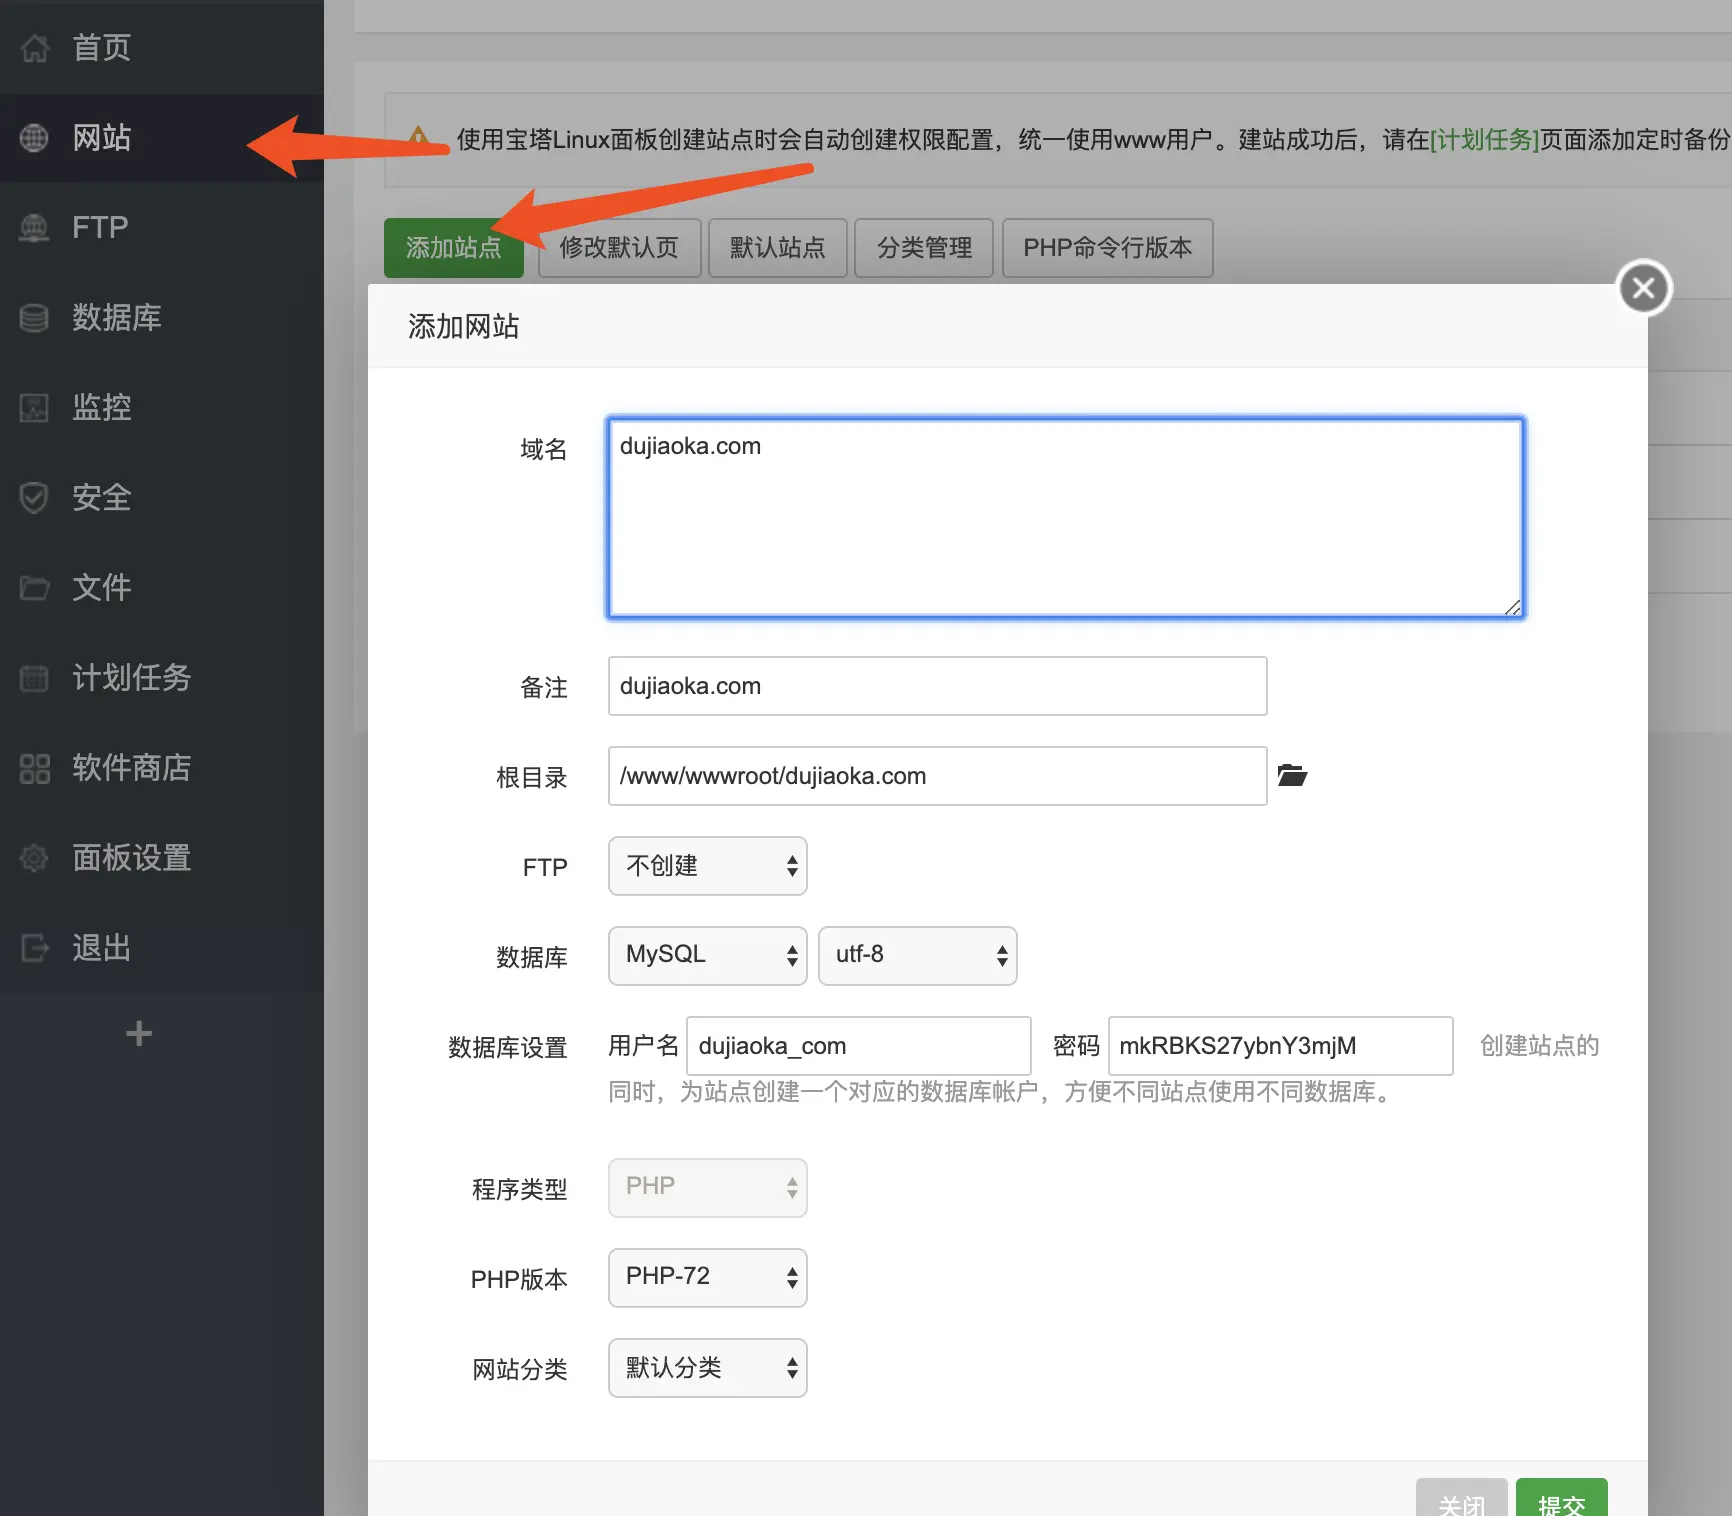 首页
网站
FTP
数据库
监控
安全
文件
计划任务
软件商店
面板设置
退出
使用宝塔Linux面板创建站点时会自动创建权限配置，统一使用www用户。建站成功后，请在[计划任务]页面添加定时备份
添加站点 修改默认页 默认站点 分类管理 PHP命令行版本
添加网站
域名 dujiaoka.com
备注 dujiaoka.com
根目录 /www/wwwroot/dujiaoka.com
FTP 不创建
数据库 MySQL utf-8
数据库设置 用户名 dujiaoka_com 密码 mkRBKS27ybnY3mjM 创建站点的
同时，为站点创建一个对应的数据库帐户，方便不同站点使用不同数据库。
程序类型 PHP
PHP版本 PHP-72
网站分类 默认分类
关闭 提交